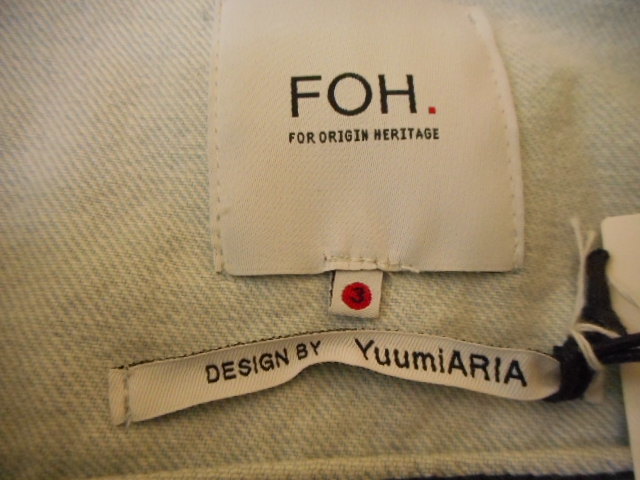 FOH.
FOR ORIGIN HERITAGE
3
DESIGN BY YuumiARIA